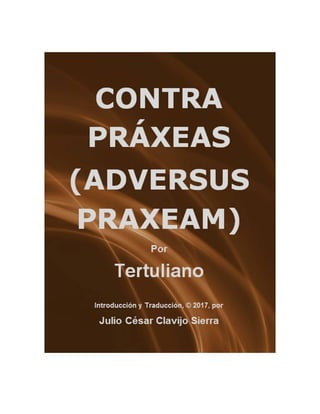 CONTRA
PRÁXEAS
(ADVERSUS
PRAXEAM)
Por
Tertuliano
Introducción y Traducción, © 2017, por
Julio César Clavijo Sierra